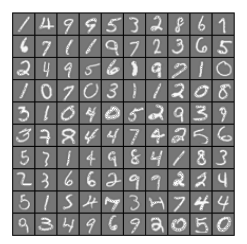 1 4 9 9 5 3 2 8 6 1
6 7 1 1 9 7 2 3 6 5
2 4 9 5 6 1 9 2 1 0
1 0 7 0 3 1 1 2 0 8
3 1 0 4 0 5 2 9 3 9
3 2 8 4 4 7 4 2 5 6
5 7 1 4 9 8 4 1 8 3
2 3 6 6 2 9 9 2 2 4
5 1 5 4 7 3 7 4 4
9 3 4 9 6 9 2 0 5 0